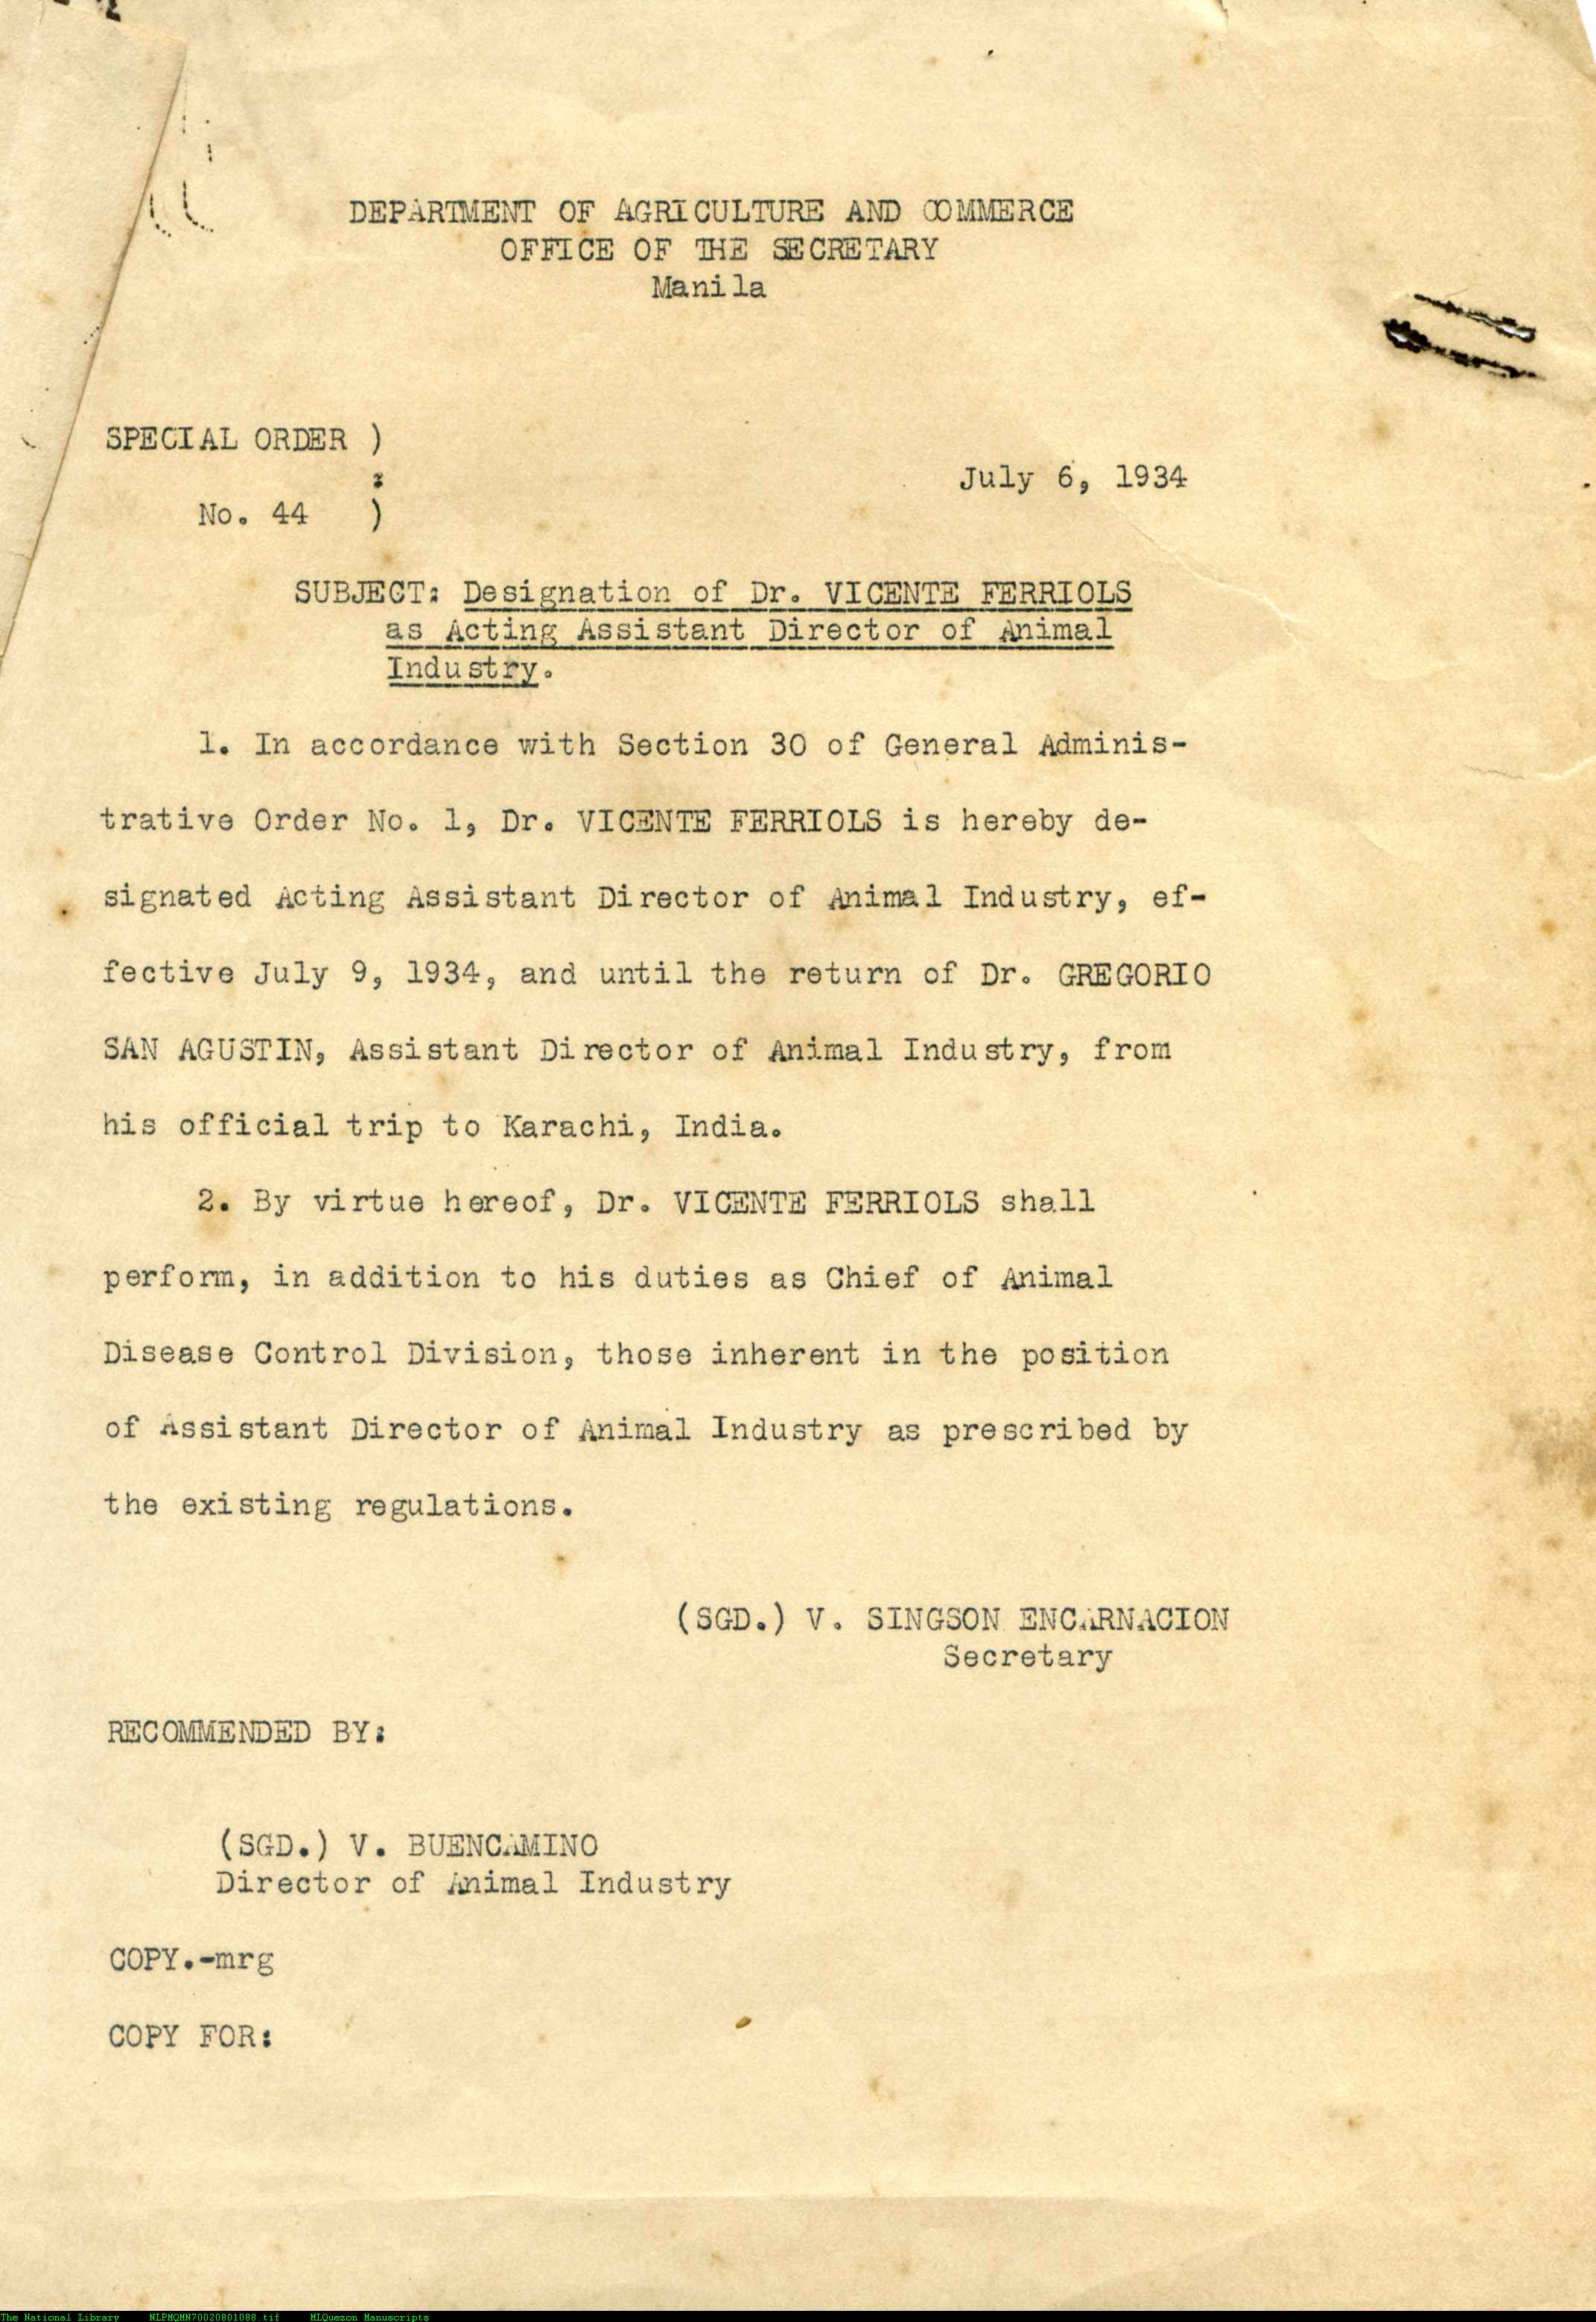 DEPARTMENT OF AGRICULTURE AND COMMERCE
OFFICE OF THE SECRETARY
Manila
SPECIAL ORDER )
:
July 6, 1934
No. 44 )
SUBJECT: Designation of Dr. VICENTE FERRIOLS
as Acting Assistant Director of Animal
Industry.
1. In accordance with Section 30 of General Adminis-
trative Order No. 1, Dr. VICENTE FERRIOLS is hereby de-
signated Acting Assistant Director of Animal Industry, ef-
fective July 9, 1934, and until the return of Dr. GREGORIO
SAN AGUSTIN, Assistant Director of Animal Industry, from
his official trip to Karachi, India.
2. By virtue hereof, Dr. VICENTE FERRIOLS shall
perform, in addition to his duties as Chief of Animal
Disease Control Division, those inherent in the position
of Assistant Director of Animal Industry as prescribed by
the existing regulations.
(SGD.) V. SINGSON ENCARNACION
Secretary
RECOMMENDED BY:
(SGD.) V. BUENCAMINO
Director of Animal Industry
COPY.-mrg
COPY FOR:
The National Library NLPMQMN70020801088.tif MLQuezon Manuscripts